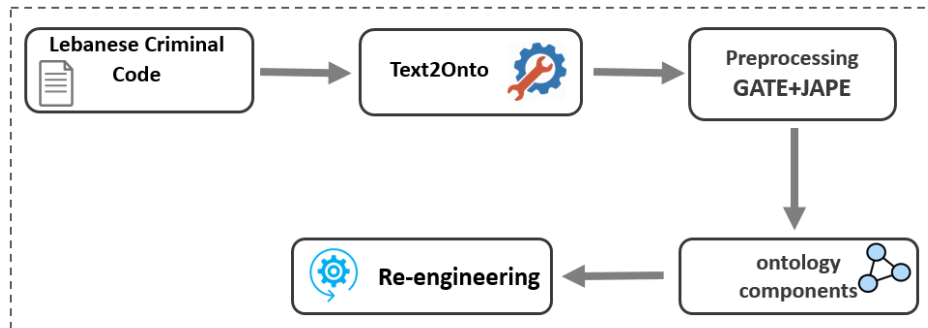 Lebanese Criminal
Code
Text2Onto
Preprocessing
GATE+JAPE
ontology
components
Re-engineering